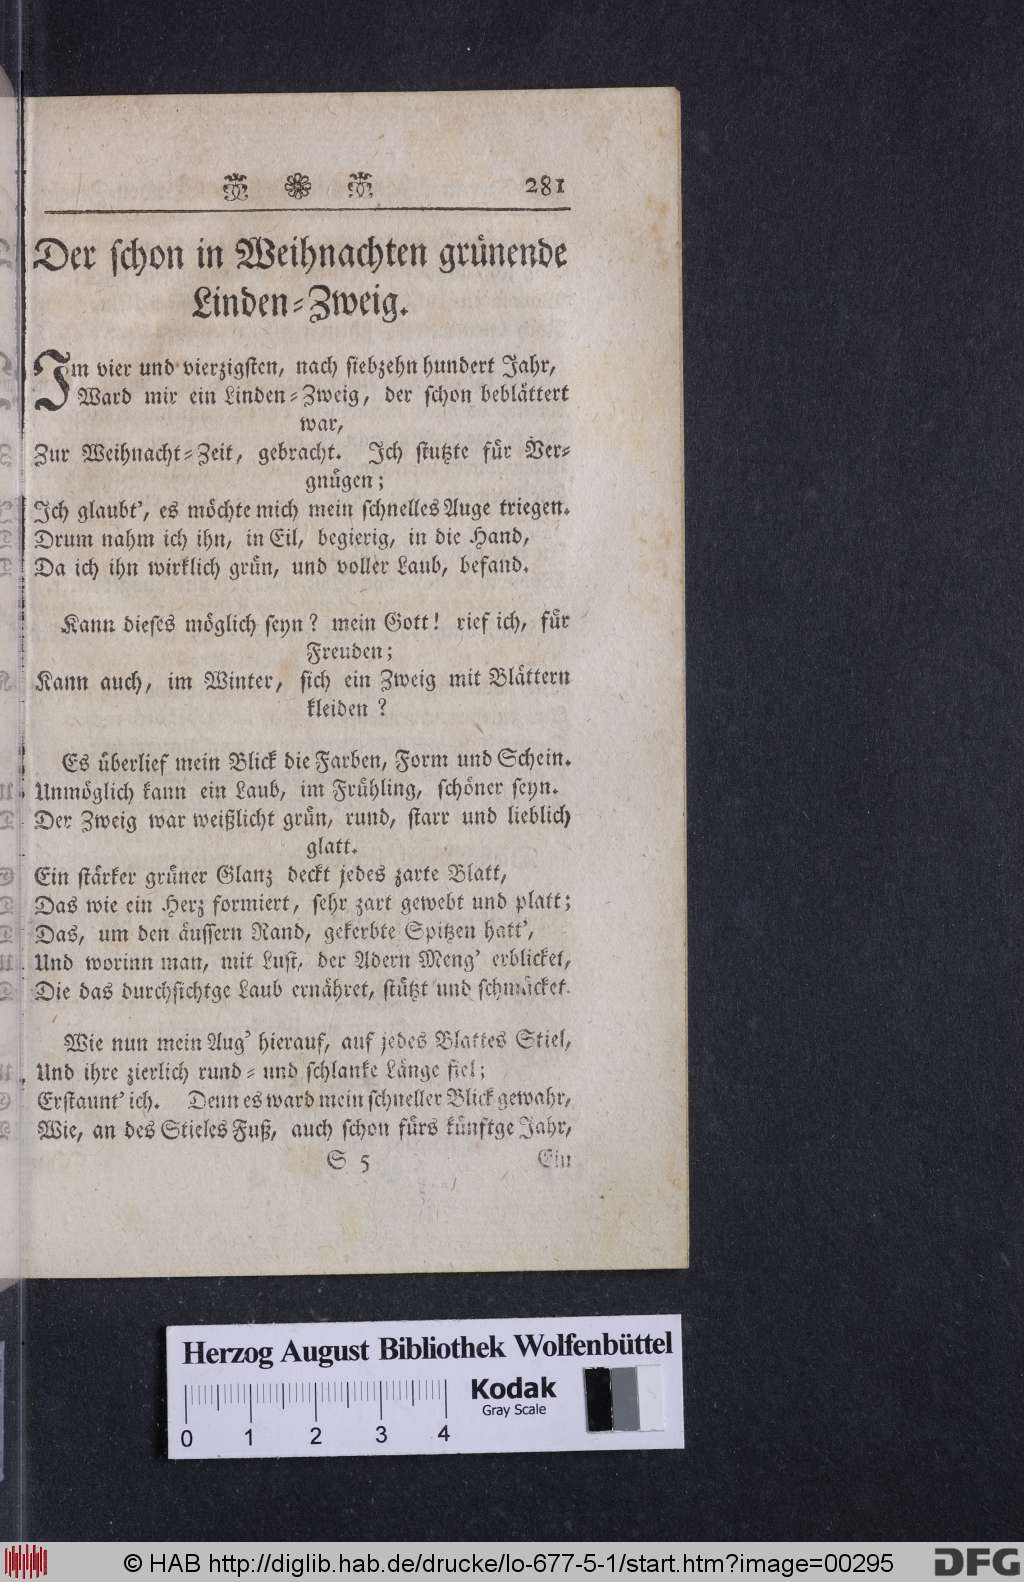 281
Der schon in Weihnachten grünende
Linden-Zweig.
Im vier und vierzigsten, nach siebzehn hundert Jahr,
Ward mir ein Linden-Zweig, der schon beblättert
war,
Zur Weihnacht-Zeit, gebracht. Ich stutzte für Ver-
gnügen;
Ich glaubt', es möchte mich mein schnelles Auge triegen.
Drum nahm ich ihn, in Eil, begierig, in die Hand,
Da ich ihn wirklich grün, und voller Laub, befand.
Kann dieses möglich seyn? mein Gott! rief ich, für
Freuden;
Kann auch, im Winter, sich ein Zweig mit Blättern
kleiden?
Es überlief mein Blick die Farben, Form und Schein.
Unmöglich kann ein Laub, im Frühling, schöner seyn.
Der Zweig war weißlicht grün, rund, starr und lieblich
glatt.
Ein stärker grüner Glanz deckt jedes zarte Blatt,
Das wie ein Herz formiert, sehr zart gewebt und platt;
Das, um den äussern Rand, gekerbte Spitzen hatt',
Und worinn man, mit Lust, der Adern Meng' erblicket,
Die das durchsichtge Laub ernähret, stützt und schmücket.
Wie nun mein Aug' hierauf, auf jedes Blattes Stiel,
Und ihre zierlich rund- und schlanke Länge fiel;
Erstaunt' ich. Denn es ward mein schneller Blick gewahr,
Wie, an des Stieles Fuß, auch schon fürs künftge Jahr,
S 5 Ein
Herzog August Bibliothek Wolfenbüttel
Kodak
Gray Scale
0 1 2 3 4
© HAB http://diglib.hab.de/drucke/lo-677-5-1/start.htm?image=00295
DFG